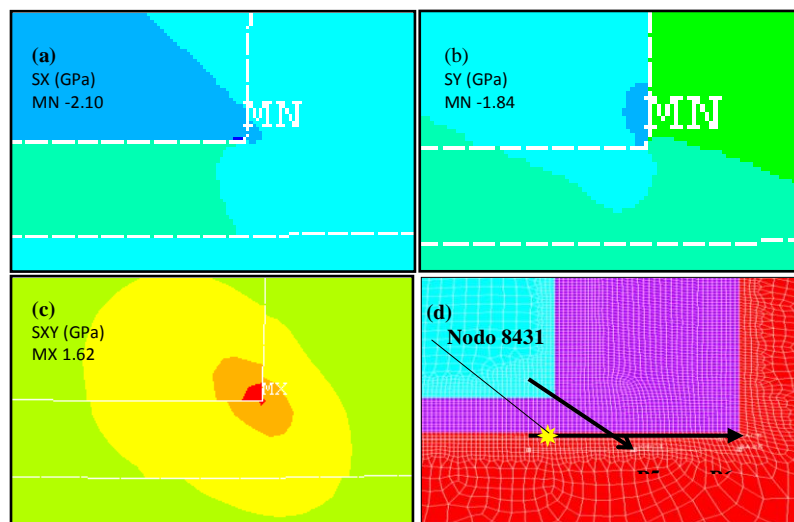 (a)
SX (GPa)
MN -2.10
MN
(b)
SY (GPa)
MN -1.84
MN
(c)
SXY (GPa)
MX 1.62
MX
(d)
Nodo 8431